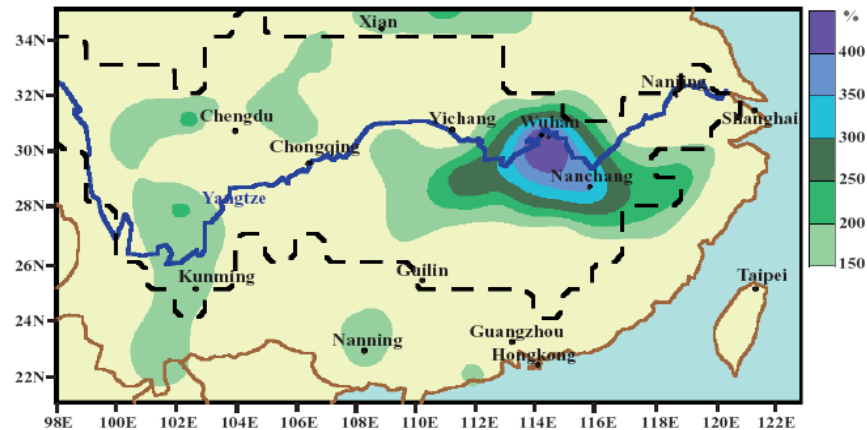 34N
32N
30N
28N
26N
24N
22N
98E 100E 102E 104E 106E 108E 110E 112E 114E 116E 118E 120E 122E
Xian
Chengdu
Chongqing
Yichang
Wuhan
Nanjing
Shanghai
Nanchang
Yangtze
Kunming
Guilin
Taipei
Nanning
Guangzhou
Hongkong
%
400
350
300
250
200
150